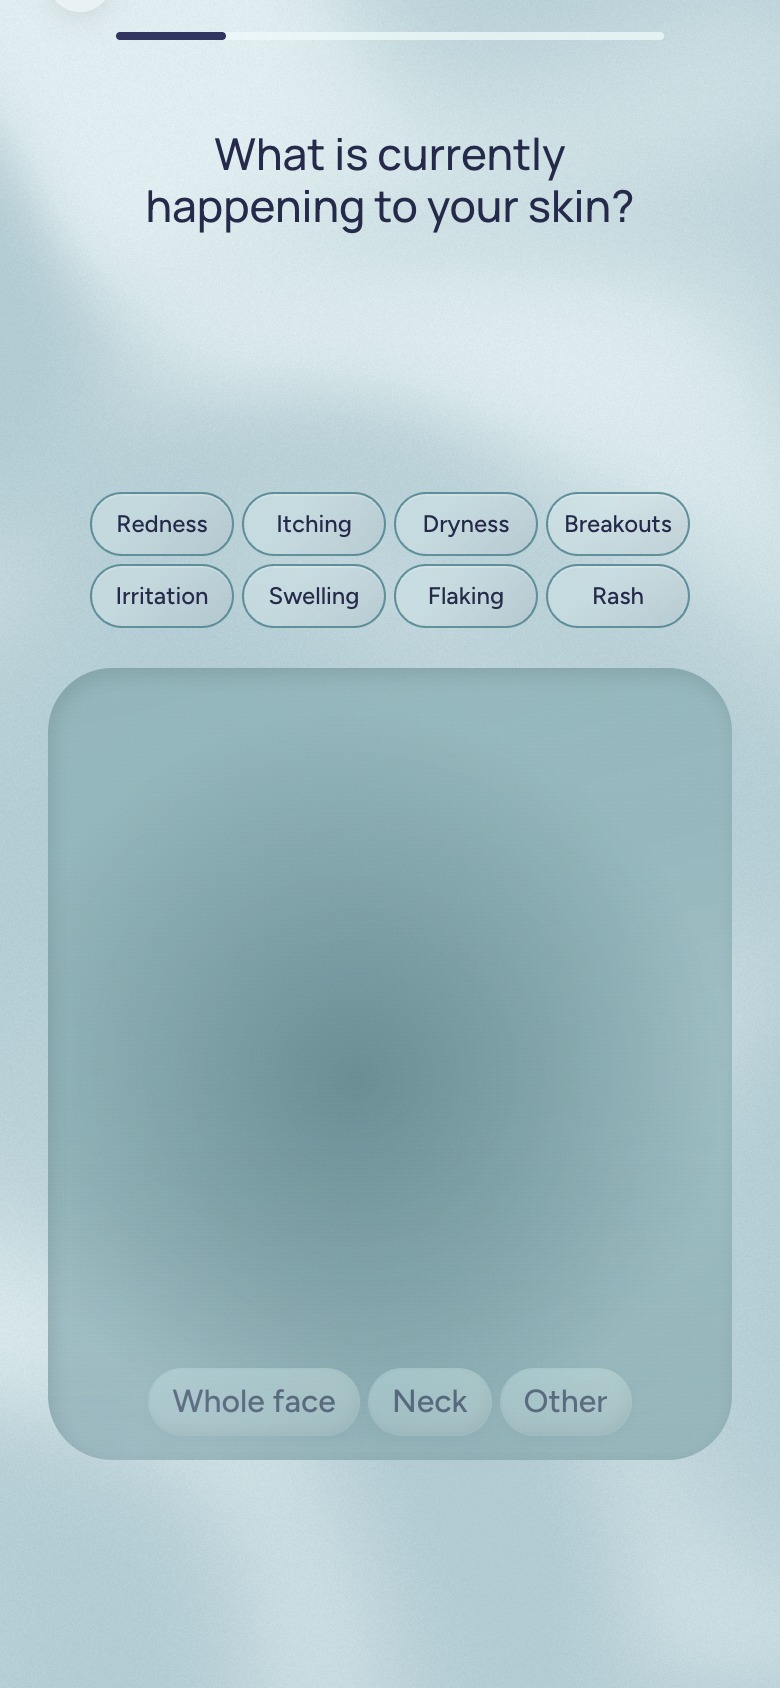 What is currently
happening to your skin?
Redness Itching Dryness Breakouts
Irritation Swelling Flaking Rash
Whole face Neck Other